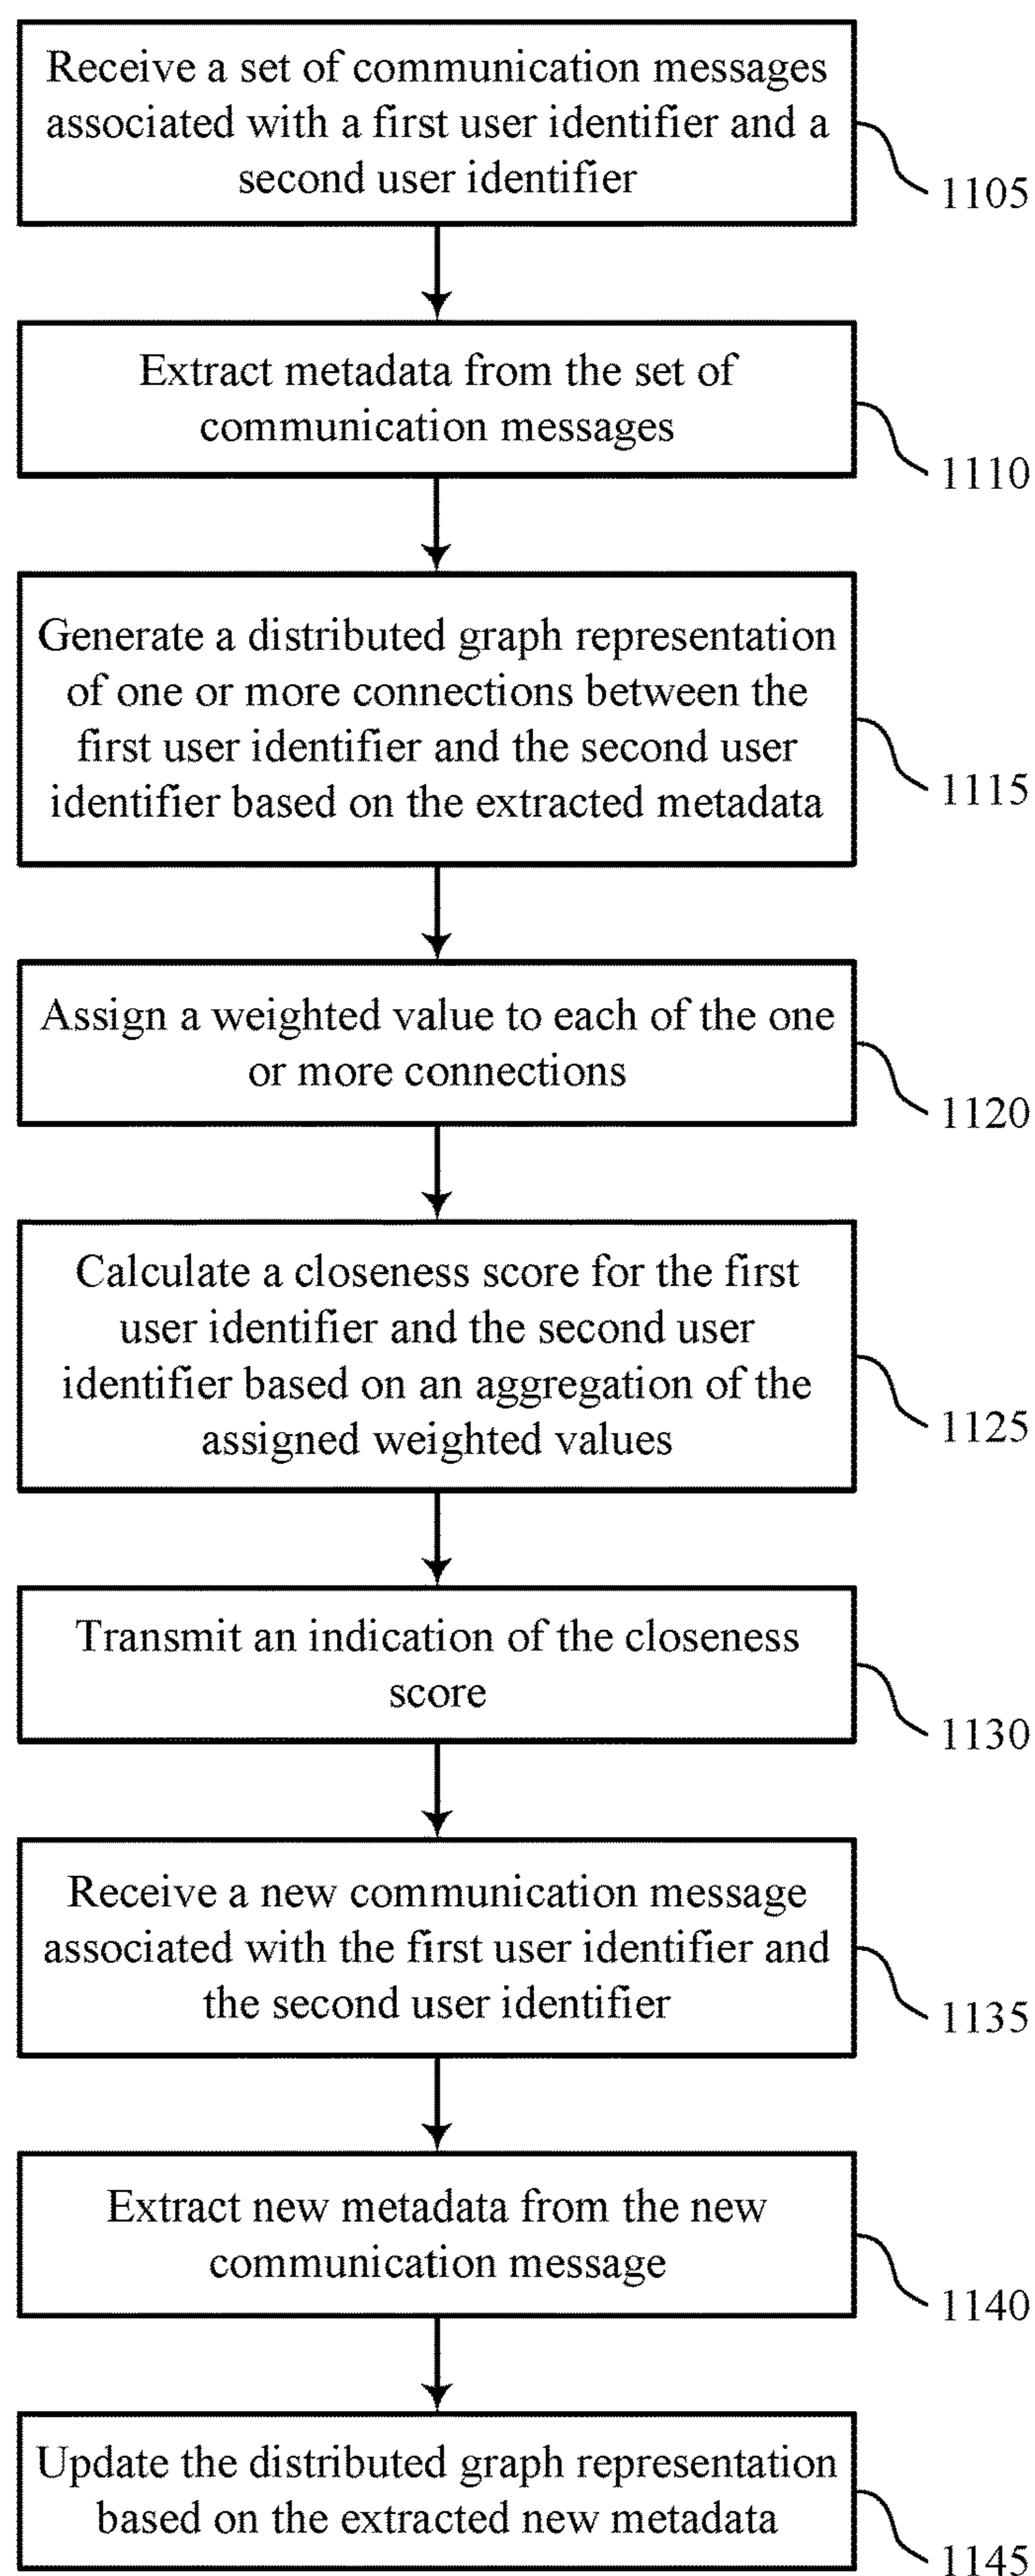 Receive a set of communication messages
associated with a first user identifier and a
second user identifier
1105
Extract metadata from the set of
communication messages
1110
Generate a distributed graph representation
of one or more connections between the
first user identifier and the second user
identifier based on the extracted metadata
1115
Assign a weighted value to each of the one
or more connections
1120
Calculate a closeness score for the first
user identifier and the second user
identifier based on an aggregation of the
assigned weighted values
1125
Transmit an indication of the closeness
score
1130
Receive a new communication message
associated with the first user identifier and
the second user identifier
1135
Extract new metadata from the new
communication message
1140
Update the distributed graph representation
based on the extracted new metadata
1145